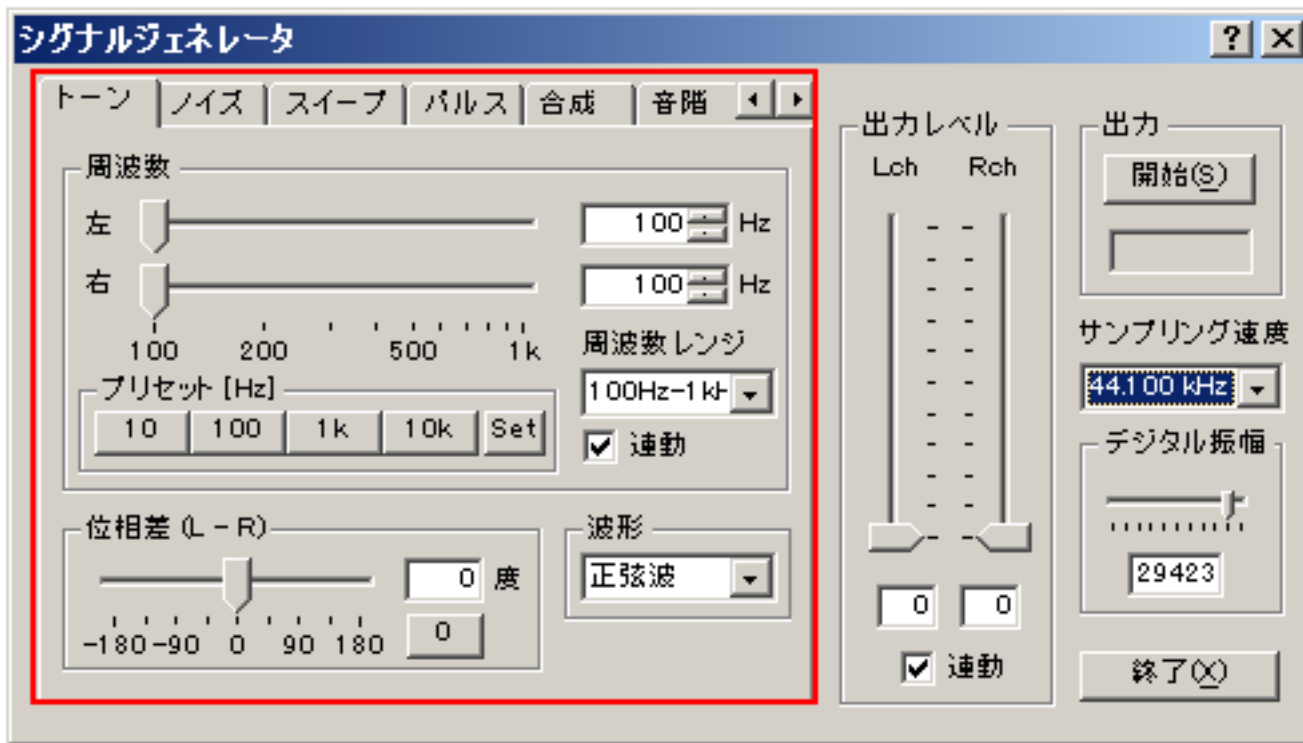 シグナルジェネレータ
トーン ノイズ スイープ パルス 合成 音階
周波数
左 100 Hz
右 100 Hz
100 200 500 1k
周波数レンジ
100Hz-1kH
連動
プリセット [Hz]
10 100 1k 10k Set
位相差 (L - R)
0 度
-180 -90 0 90 180
0
波形
正弦波
出力レベル
Lch Rch
0 0
連動
出力
開始(S)
サンプリング速度
44.100 kHz
デジタル振幅
29423
終了(X)